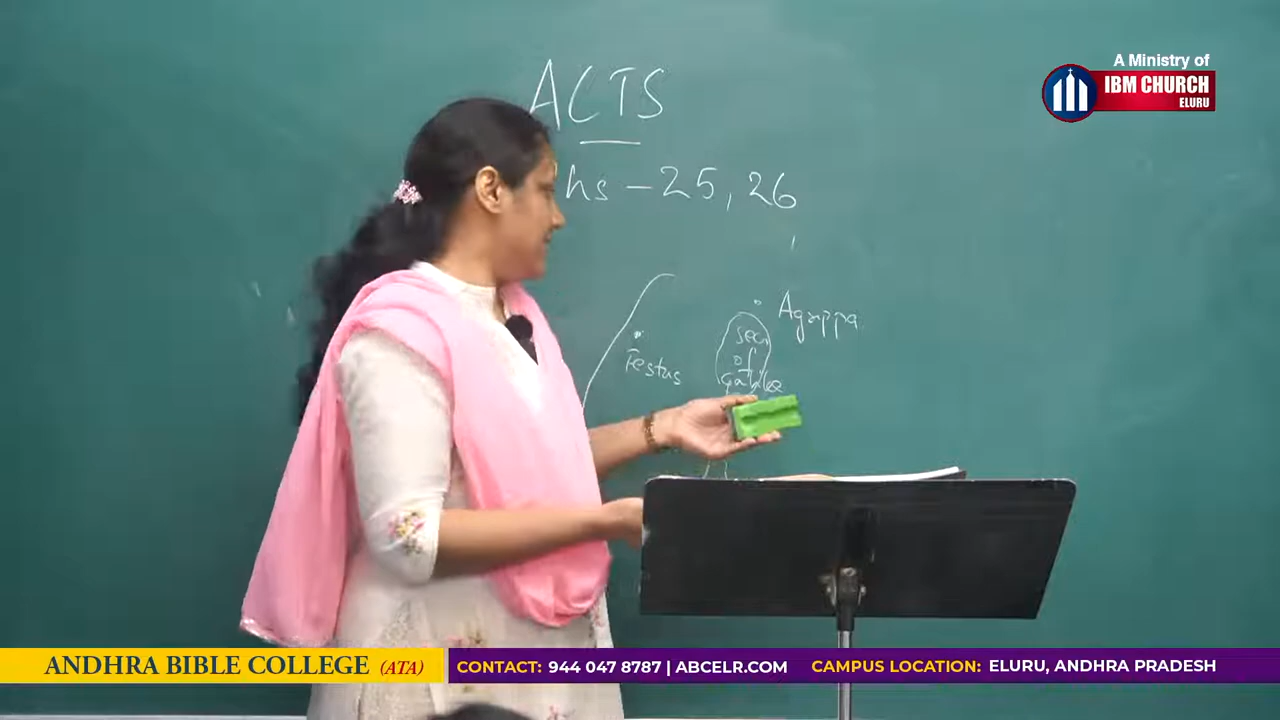 A Ministry of
IBM CHURCH
ELURU
ACTS
hs - 25, 26
Agrippa
Festus
sea
of
galilee
ANDHRA BIBLE COLLEGE (ATA)
CONTACT: 944 047 8787 | ABCELR.COM
CAMPUS LOCATION: ELURU, ANDHRA PRADESH